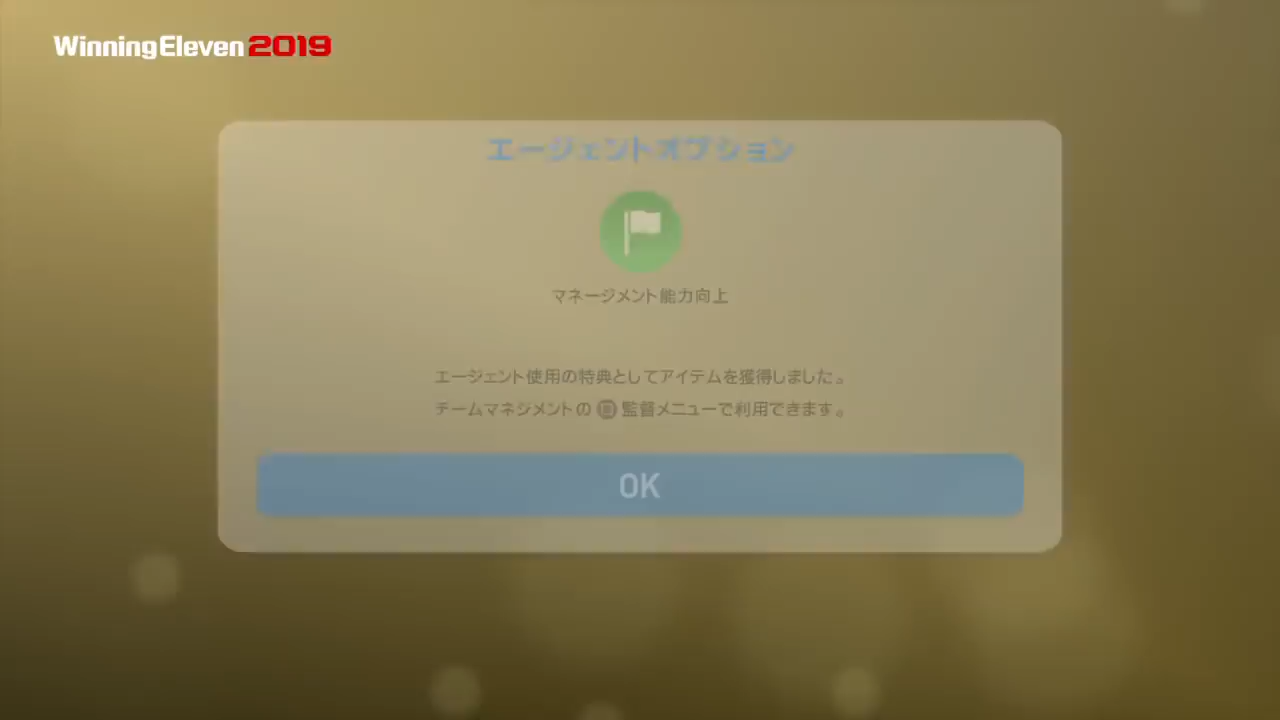 WinningEleven 2019
エージェントオプション
マネージメント能力向上
エージェント使用の特典としてアイテムを獲得しました。
チームマネジメントの 監督メニューで利用できます。
OK